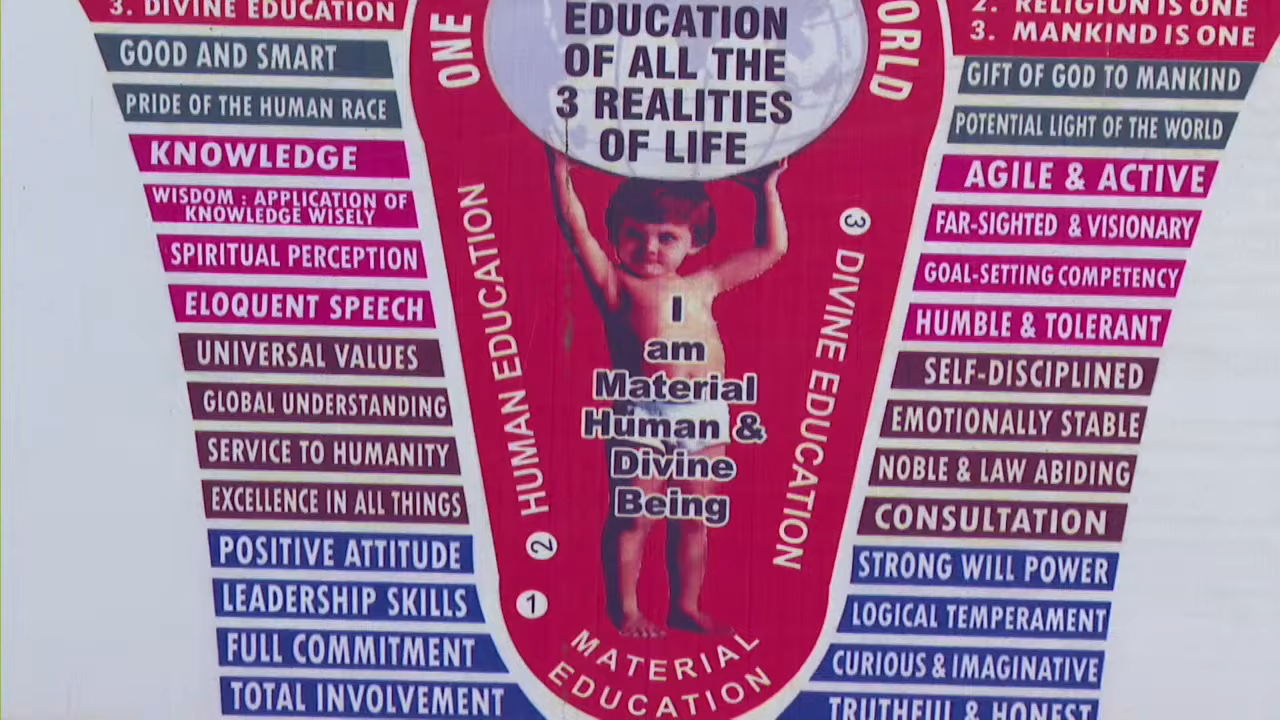 3. DIVINE EDUCATION
GOOD AND SMART
PRIDE OF THE HUMAN RACE
KNOWLEDGE
WISDOM : APPLICATION OF
KNOWLEDGE WISELY
SPIRITUAL PERCEPTION
ELOQUENT SPEECH
UNIVERSAL VALUES
GLOBAL UNDERSTANDING
SERVICE TO HUMANITY
EXCELLENCE IN ALL THINGS
POSITIVE ATTITUDE
LEADERSHIP SKILLS
FULL COMMITMENT
TOTAL INVOLVEMENT
ONE
EDUCATION
OF ALL THE
3 REALITIES
OF LIFE
2 HUMAN EDUCATION
I
am
Material
Human &
Divine
Being
1
MATERIAL
EDUCATION
3 DIVINE EDUCATION
2. RELIGION IS ONE
3. MANKIND IS ONE
GIFT OF GOD TO MANKIND
POTENTIAL LIGHT OF THE WORLD
AGILE & ACTIVE
FAR-SIGHTED & VISIONARY
GOAL-SETTING COMPETENCY
HUMBLE & TOLERANT
SELF-DISCIPLINED
EMOTIONALLY STABLE
NOBLE & LAW ABIDING
CONSULTATION
STRONG WILL POWER
LOGICAL TEMPERAMENT
CURIOUS & IMAGINATIVE
TRUTHFUL & HONEST